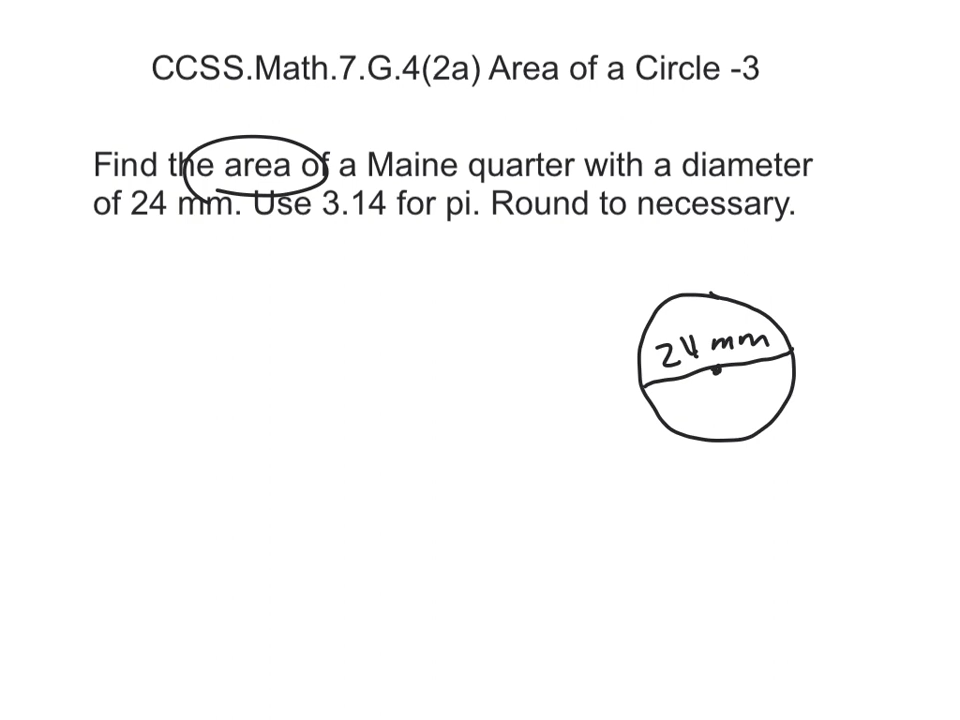 CCSS.Math.7.G.4(2a) Area of a Circle -3
Find the area of a Maine quarter with a diameter
of 24 mm. Use 3.14 for pi. Round to necessary.
24 mm